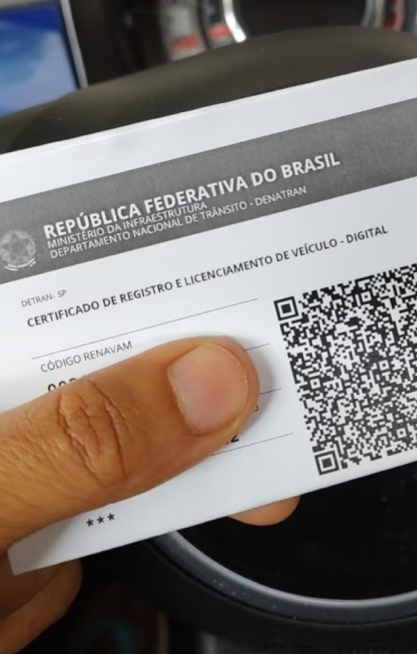 REPÚBLICA FEDERATIVA DO BRASIL
MINISTÉRIO DA INFRAESTRUTURA
DEPARTAMENTO NACIONAL DE TRÂNSITO - DENATRAN
DETRAN- SP
CERTIFICADO DE REGISTRO E LICENCIAMENTO DE VEÍCULO - DIGITAL
CÓDIGO RENAVAM
***